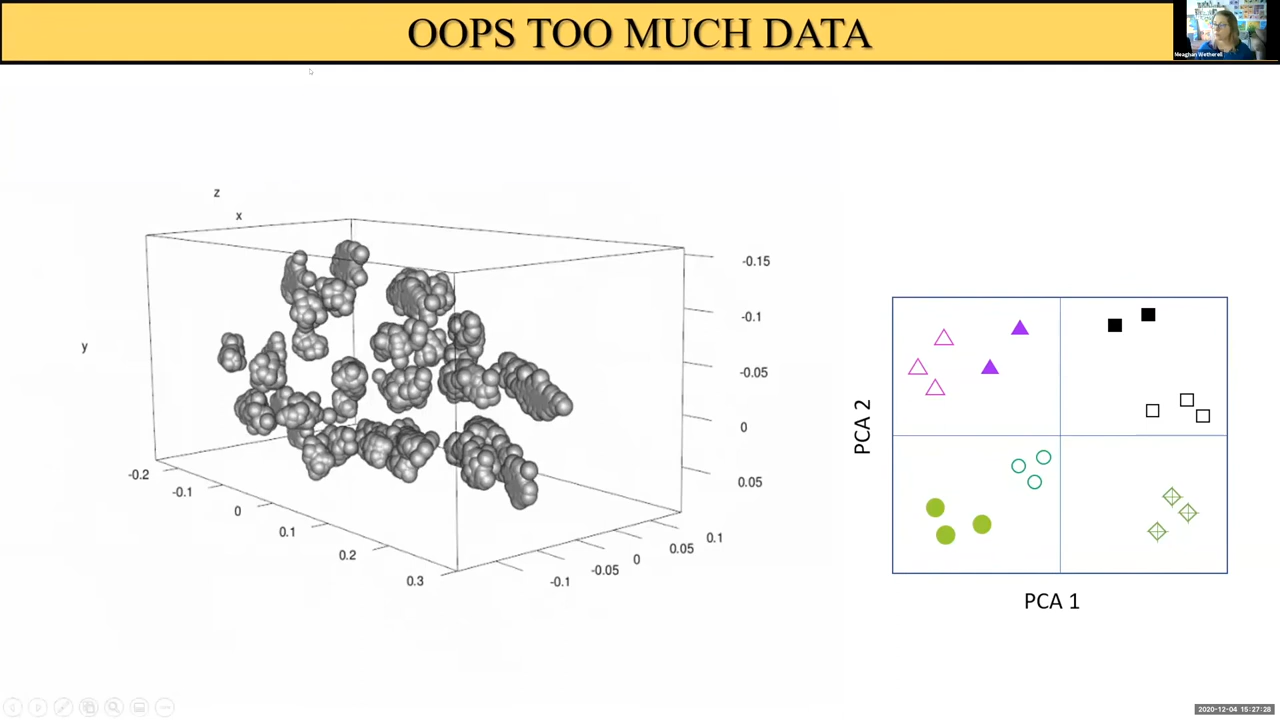 OOPS TOO MUCH DATA
Meaghan Wetherell
z
x
y
-0.15
-0.1
-0.05
0
0.05
-0.2
-0.1
0
0.1
0.2
0.3
-0.1
-0.05
0
0.05
0.1
PCA 2
PCA 1
2020-12-04 15:27:28